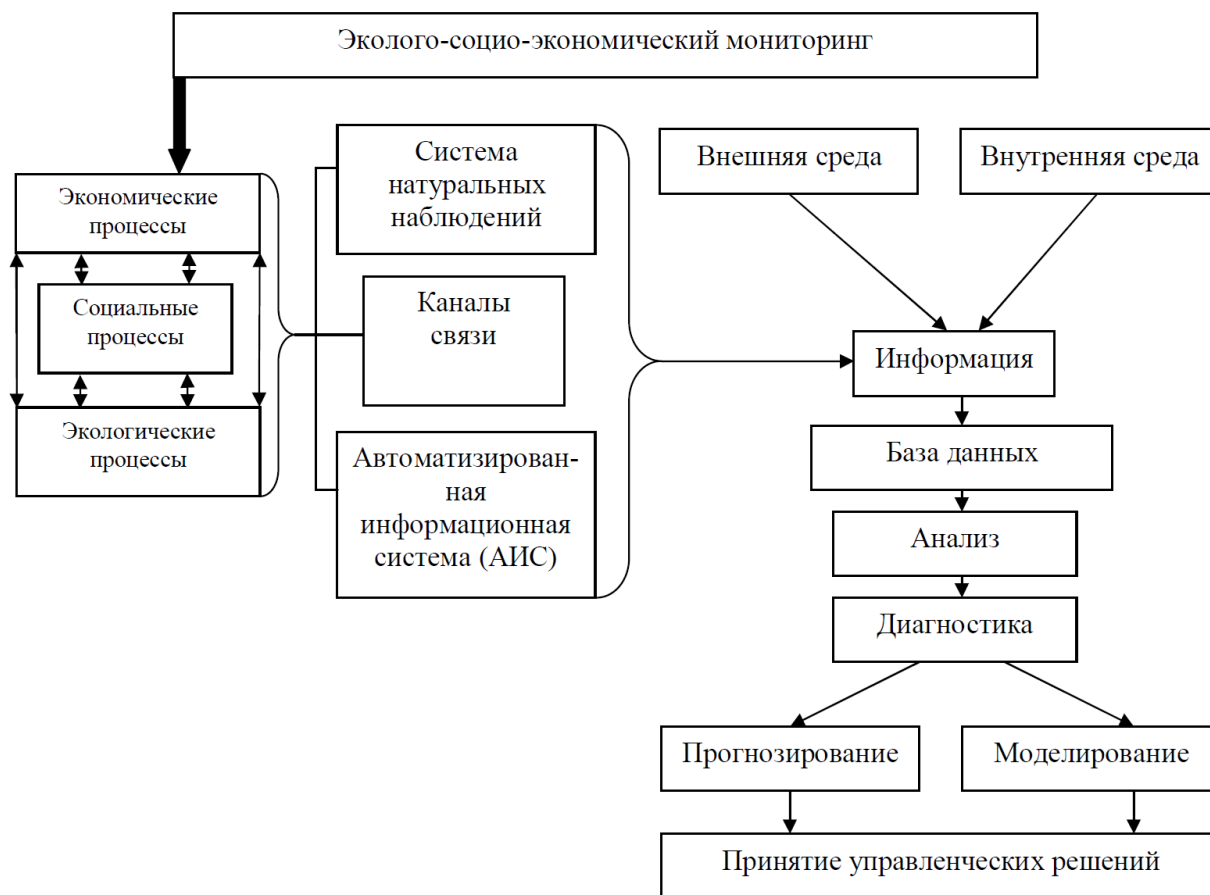 Эколого-социо-экономический мониторинг
Экономические
процессы
Социальные
процессы
Экологические
процессы
Система
натуральных
наблюдений
Каналы
связи
Автоматизирован-
ная
информационная
система (АИС)
Внешняя среда
Внутренняя среда
Информация
База данных
Анализ
Диагностика
Прогнозирование
Моделирование
Принятие управленческих решений